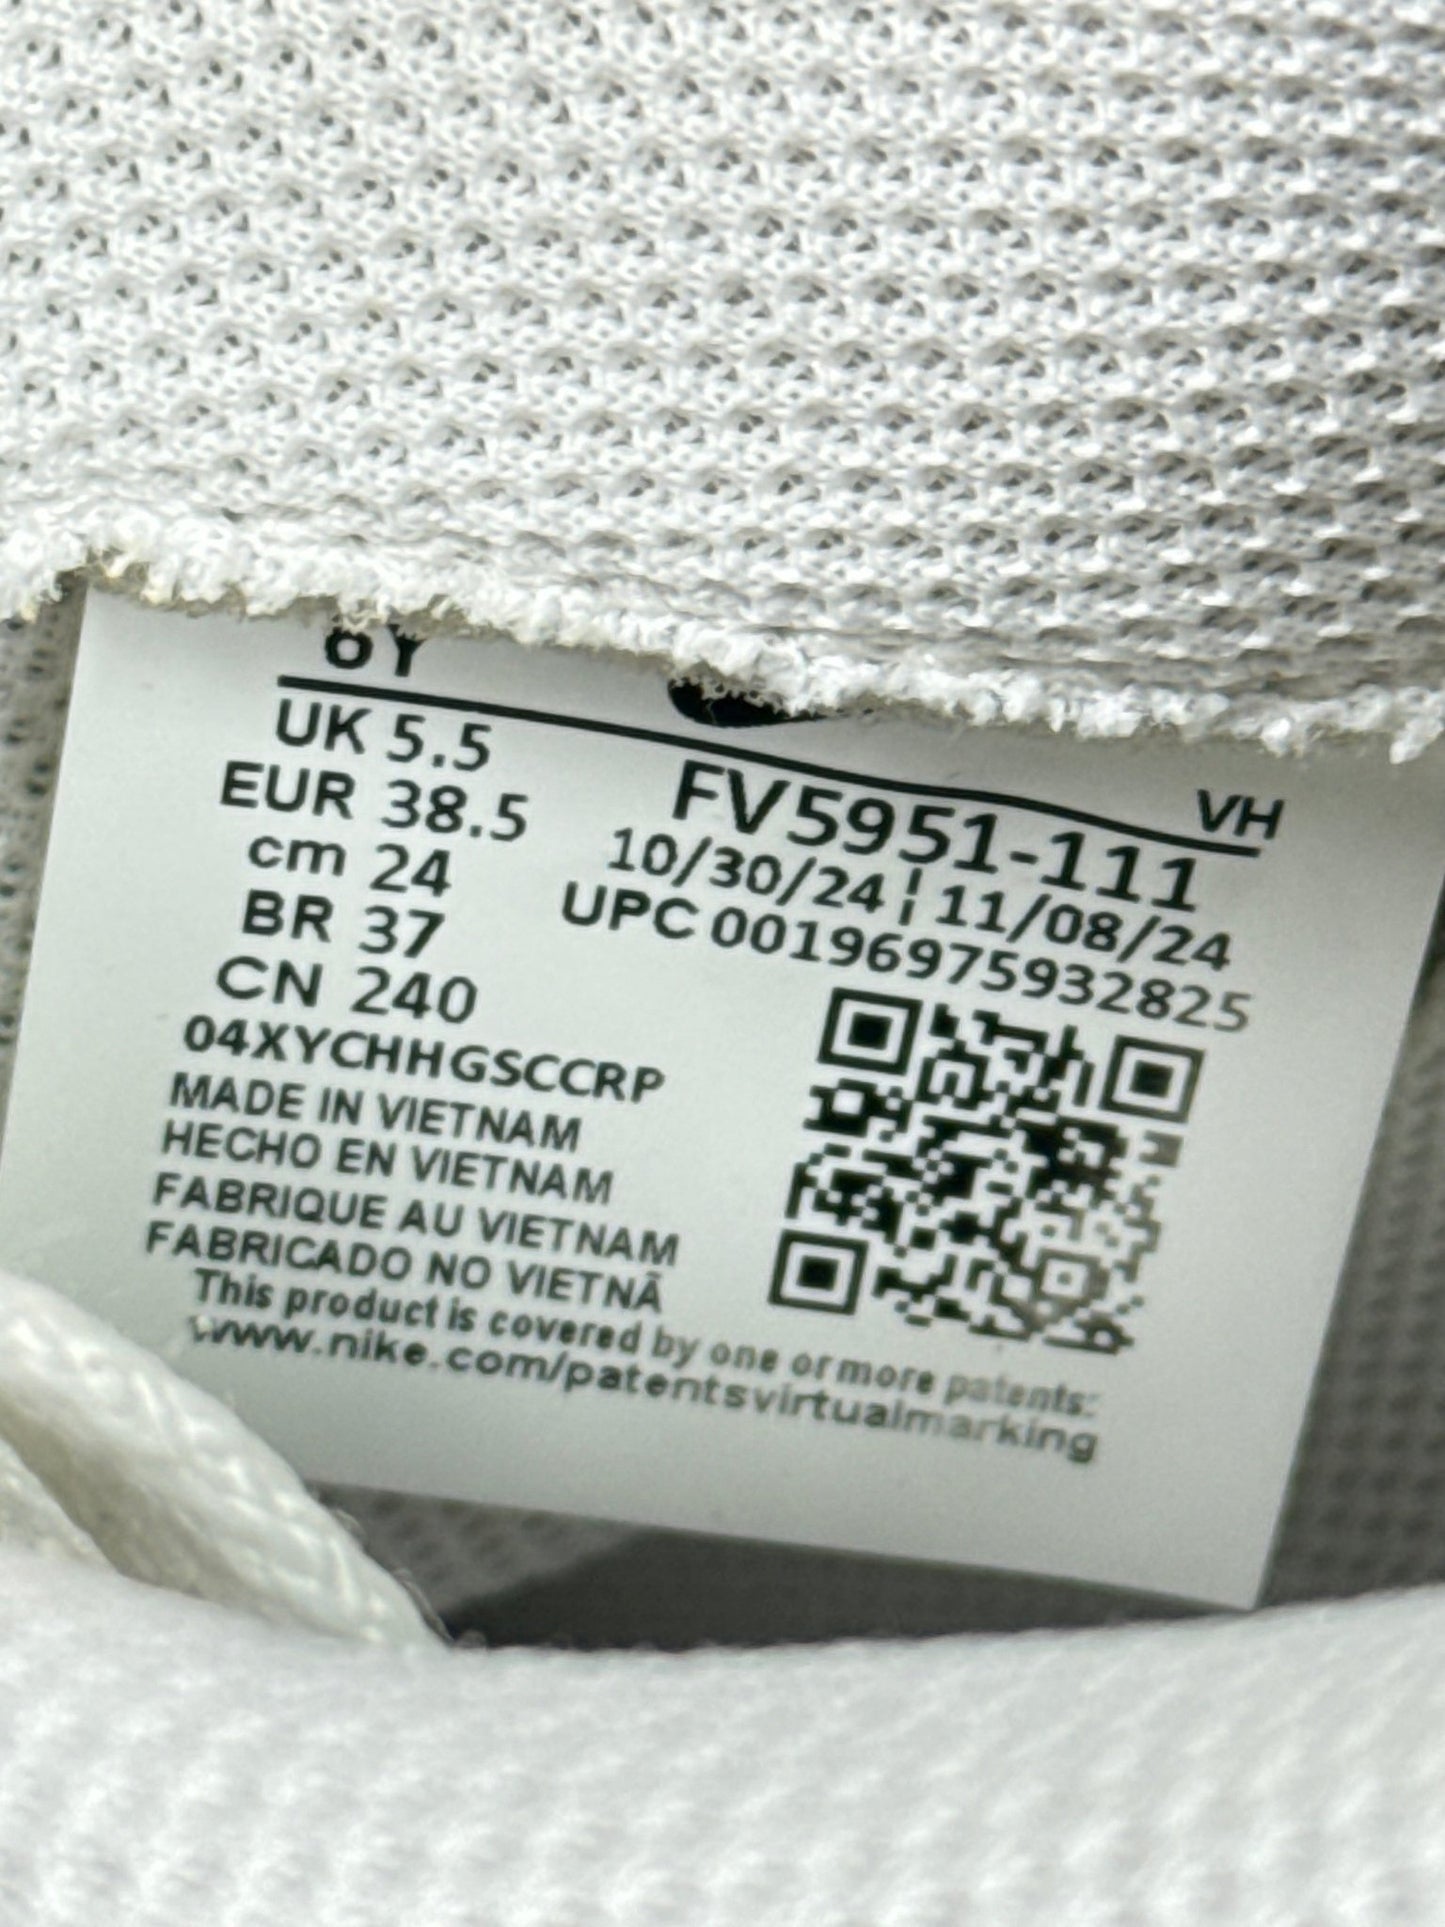 6Y
UK 5.5
EUR 38.5
cm 24
BR 37
CN 240
VH
FV5951-111
10/30/24 ¦ 11/08/24
UPC 00196975932825
04XYCHHGSCCRP
MADE IN VIETNAM
HECHO EN VIETNAM
FABRIQUE AU VIETNAM
FABRICADO NO VIETNÃ
This product is covered by one or more patents:
www.nike.com/patentsvirtualmarking